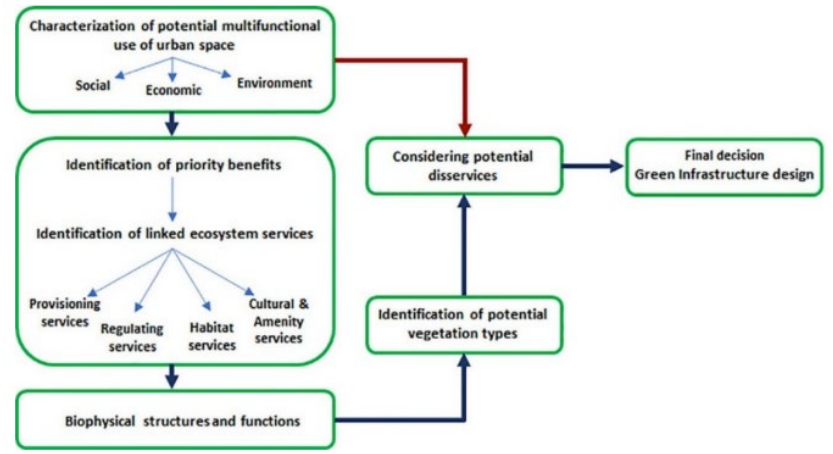 Characterization of potential multifunctional
use of urban space
Social
Economic
Environment
Identification of priority benefits
Identification of linked ecosystem services
Provisioning
services
Regulating
services
Habitat
services
Cultural &
Amenity
services
Biophysical structures and functions
Considering potential
disservices
Identification of potential
vegetation types
Final decision
Green Infrastructure design